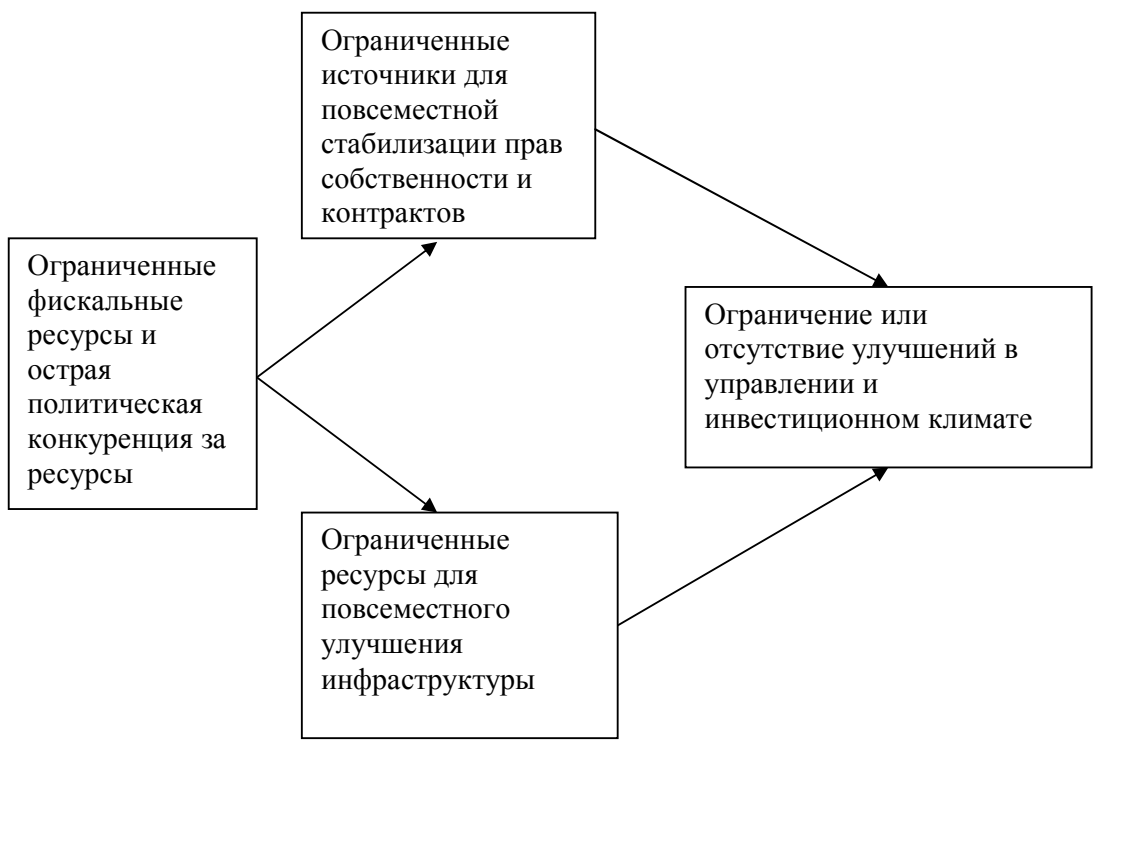 Ограниченные
источники для
повсеместной
стабилизации прав
собственности и
контрактов
Ограниченные
фискальные
ресурсы и
острая
политическая
конкуренция за
ресурсы
Ограничение или
отсутствие улучшений в
управлении и
инвестиционном климате
Ограниченные
ресурсы для
повсеместного
улучшения
инфраструктуры